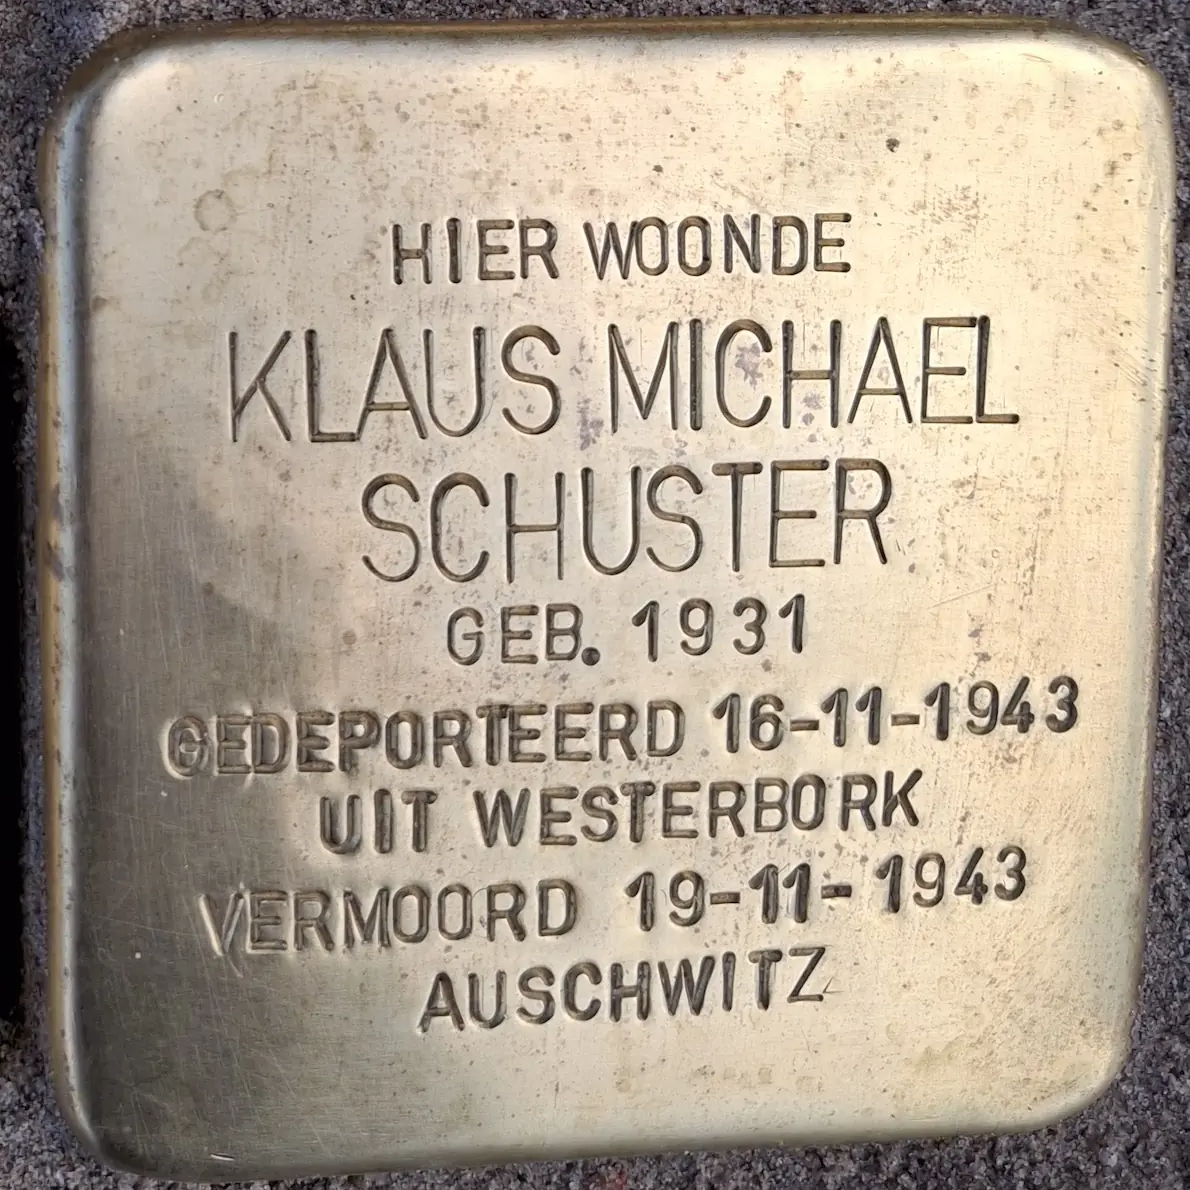 HIER WOONDE
KLAUS MICHAEL
SCHUSTER
GEB. 1931
GEDEPORTEERD 16-11-1943
UIT WESTERBORK
VERMOORD 19-11-1943
AUSCHWITZ